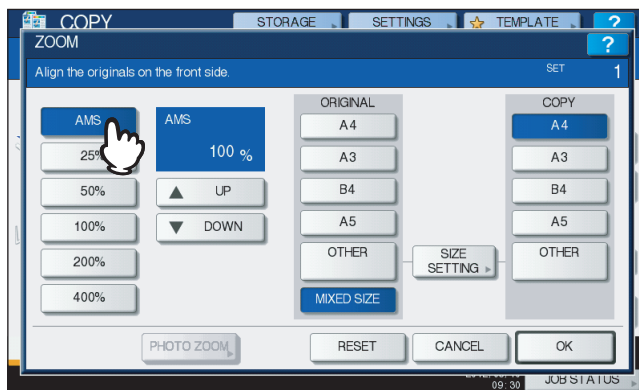 COPY
STORAGE
SETTINGS
TEMPLATE
?
ZOOM
?
Align the originals on the front side.
SET 1
AMS
25%
50%
100%
200%
400%
AMS
100 %
UP
DOWN
ORIGINAL
A4
A3
B4
A5
OTHER
MIXED SIZE
SIZE
SETTING
COPY
A4
A3
B4
A5
OTHER
PHOTO ZOOM
RESET
CANCEL
OK
09:30
JOB STATUS